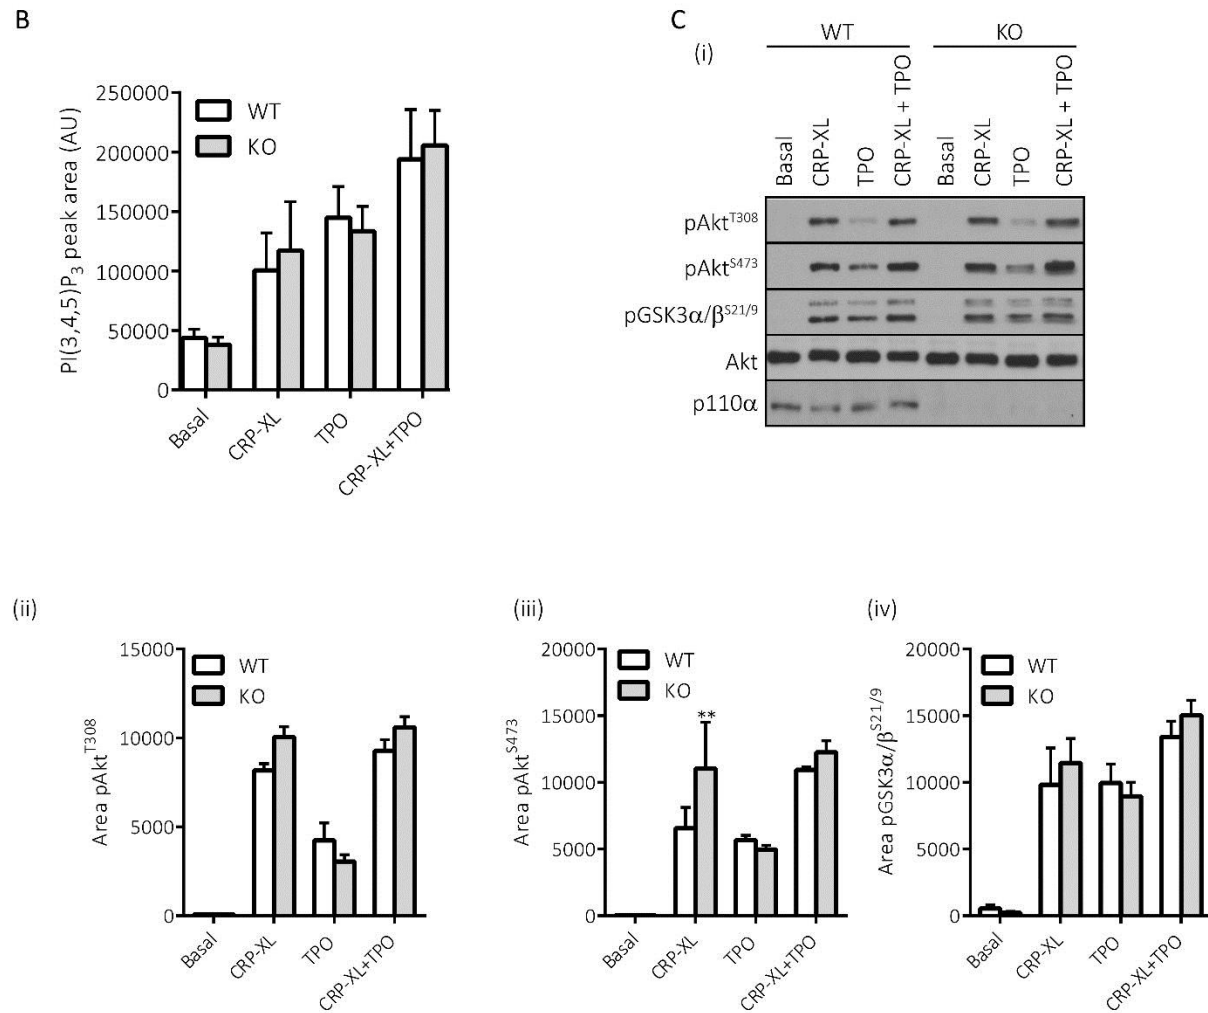 B
PI(3,4,5)P3 peak area (AU)
250000
200000
150000
100000
50000
0
WT
KO
Basal
CRP-XL
TPO
CRP-XL+TPO
C
(i)
WT
KO
Basal
CRP-XL
TPO
CRP-XL + TPO
Basal
CRP-XL
TPO
CRP-XL + TPO
pAktT308
pAktS473
pGSK3α/βS21/9
Akt
p110α
(ii)
Area pAktT308
15000
10000
5000
0
WT
KO
Basal
CRP-XL
TPO
CRP-XL+TPO
(iii)
Area pAktS473
20000
15000
10000
5000
0
WT
KO
**
Basal
CRP-XL
TPO
CRP-XL+TPO
(iv)
Area pGSK3α/βS21/9
20000
15000
10000
5000
0
WT
KO
Basal
CRP-XL
TPO
CRP-XL+TPO